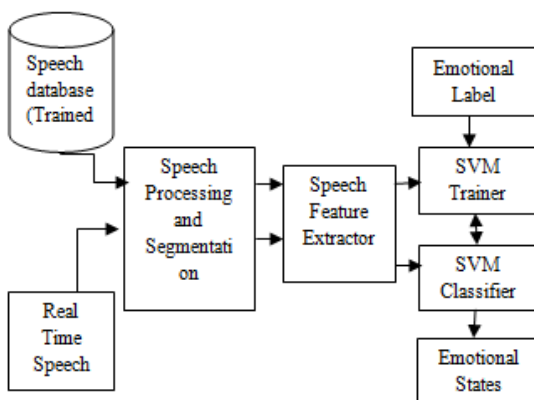 Speech
database
(Trained
Emotional
Label
Speech
Processing
and
Segmentati
on
Speech
Feature
Extractor
SVM
Trainer
SVM
Classifier
Real
Time
Speech
Emotional
States